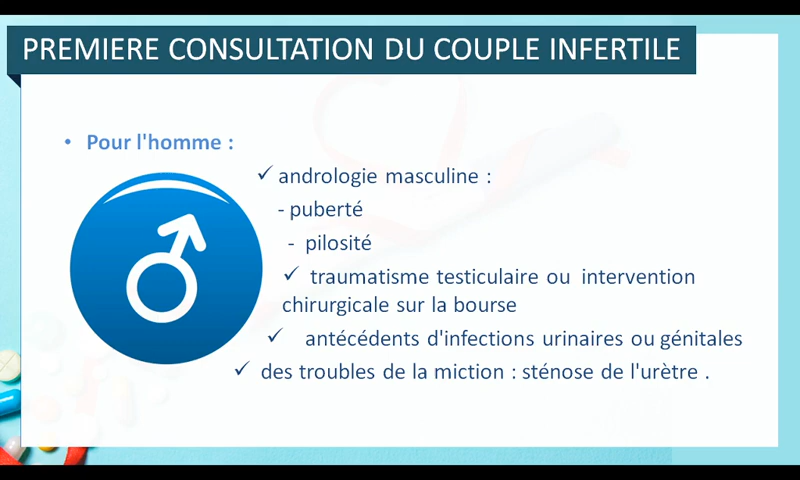 PREMIERE CONSULTATION DU COUPLE INFERTILE
• Pour l'homme :
✓ andrologie masculine :
- puberté
- pilosité
✓ traumatisme testiculaire ou intervention
chirurgicale sur la bourse
✓ antécédents d'infections urinaires ou génitales
✓ des troubles de la miction : sténose de l'urètre .